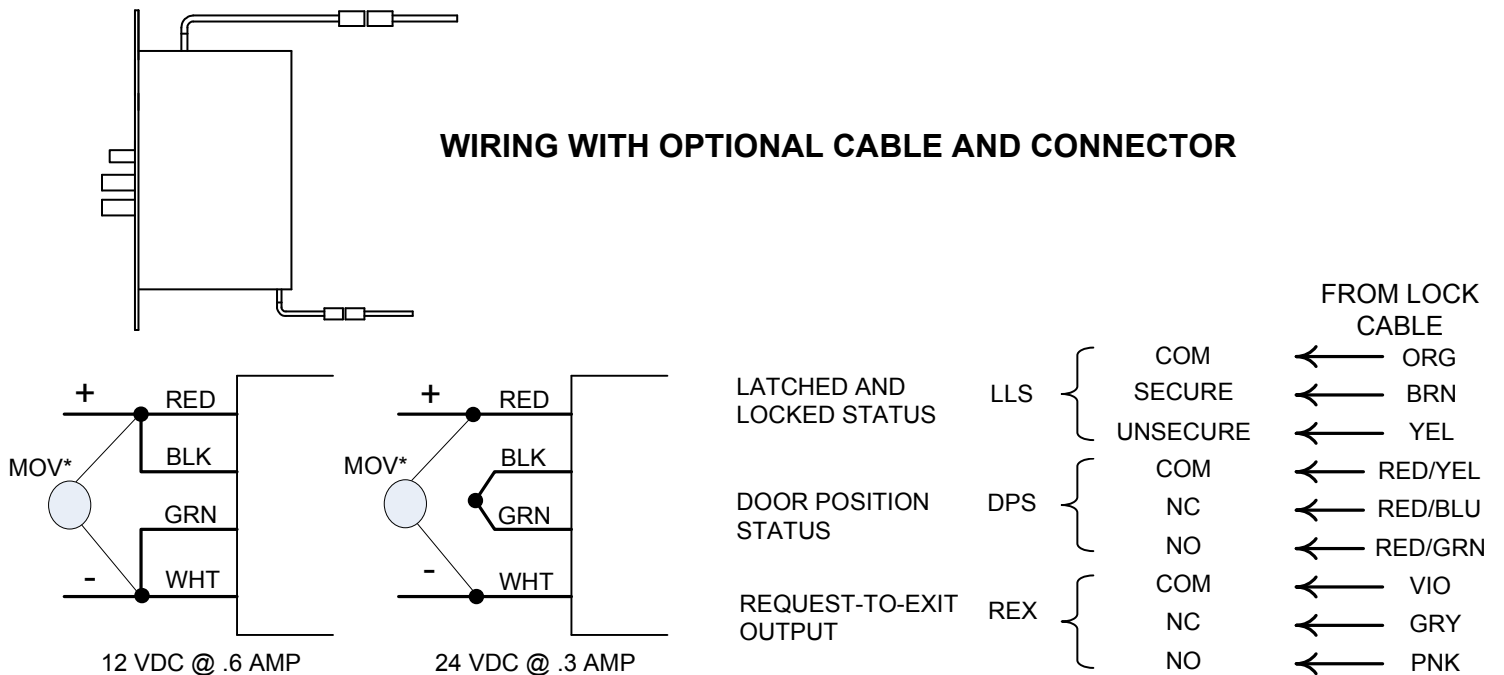 WIRING WITH OPTIONAL CABLE AND CONNECTOR
+
RED
BLK
MOV*
GRN
-
WHT
12 VDC @ .6 AMP
+
RED
BLK
MOV*
GRN
-
WHT
24 VDC @ .3 AMP
FROM LOCK
CABLE
LATCHED AND
LOCKED STATUS
LLS
COM ORG
SECURE BRN
UNSECURE YEL
DOOR POSITION
STATUS
DPS
COM RED/YEL
NC RED/BLU
NO RED/GRN
REQUEST-TO-EXIT
OUTPUT
REX
COM VIO
NC GRY
NO PNK